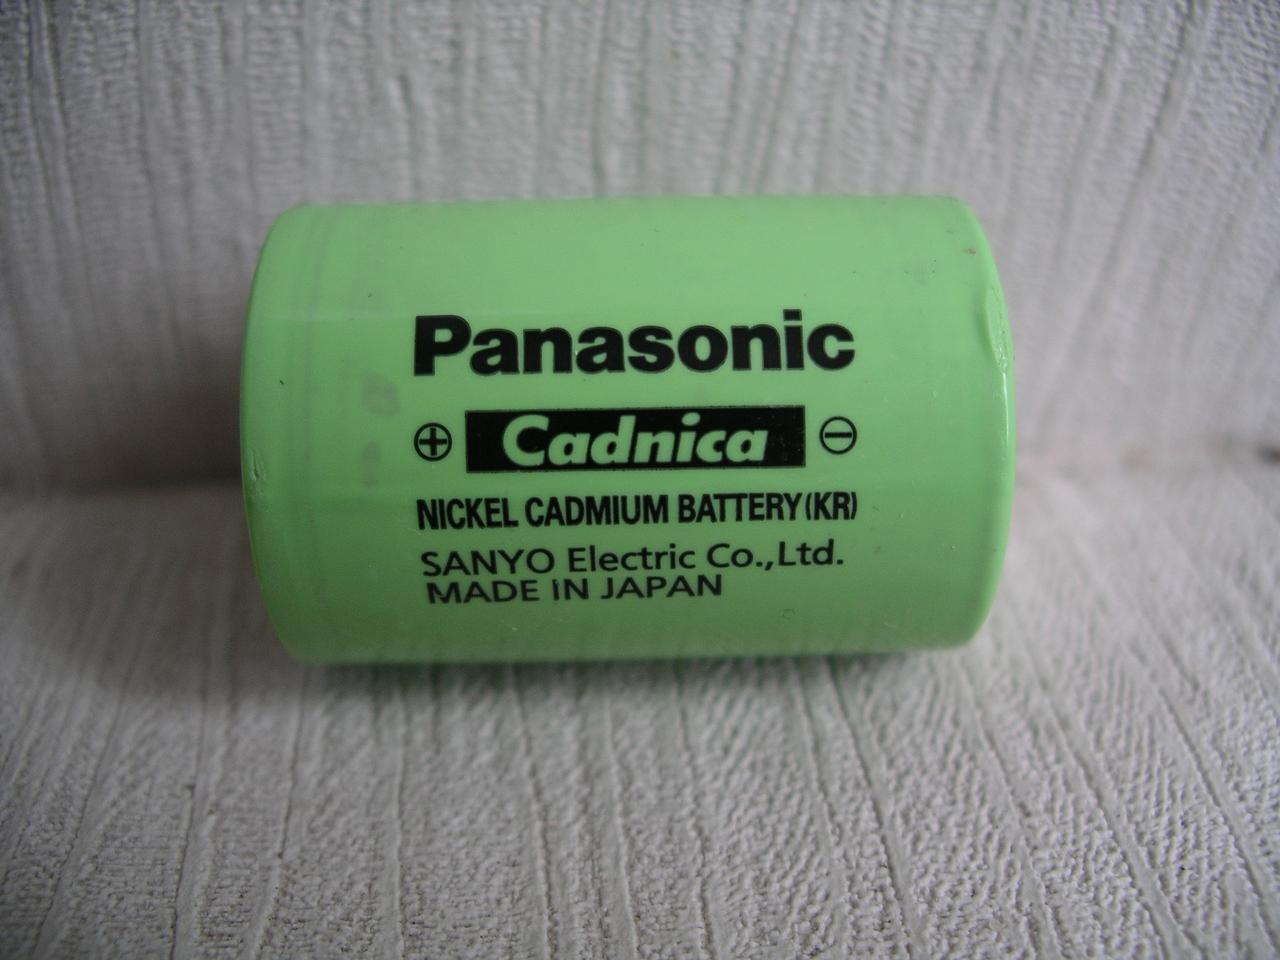 Panasonic
⊕ Cadnica ⊖
NICKEL CADMIUM BATTERY(KR)
SANYO Electric Co.,Ltd.
MADE IN JAPAN